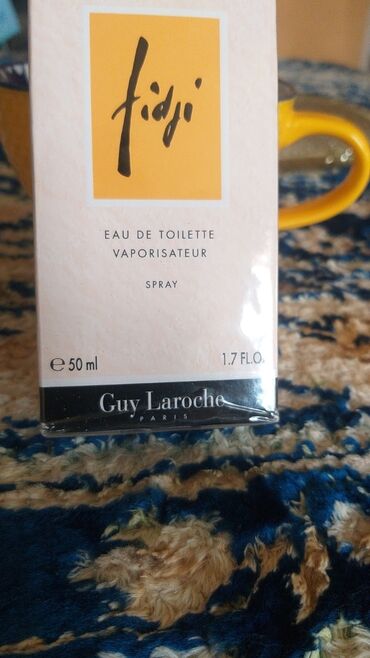 fidji
EAU DE TOILETTE
VAPORISATEUR
SPRAY
℮ 50 ml 1.7 FL.O
Guy Laroche
PARIS